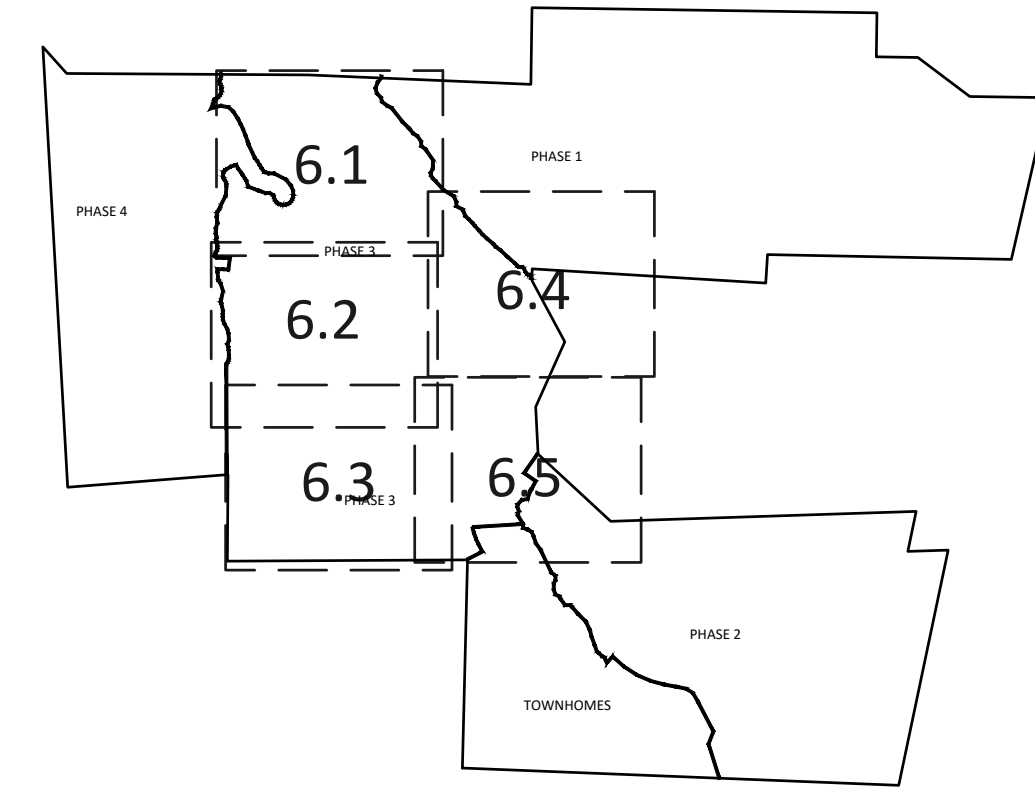 PHASE 1
6.1
PHASE 4
PHASE 3
6.4
6.2
6.5
6.3
PHASE 3
PHASE 2
TOWNHOMES